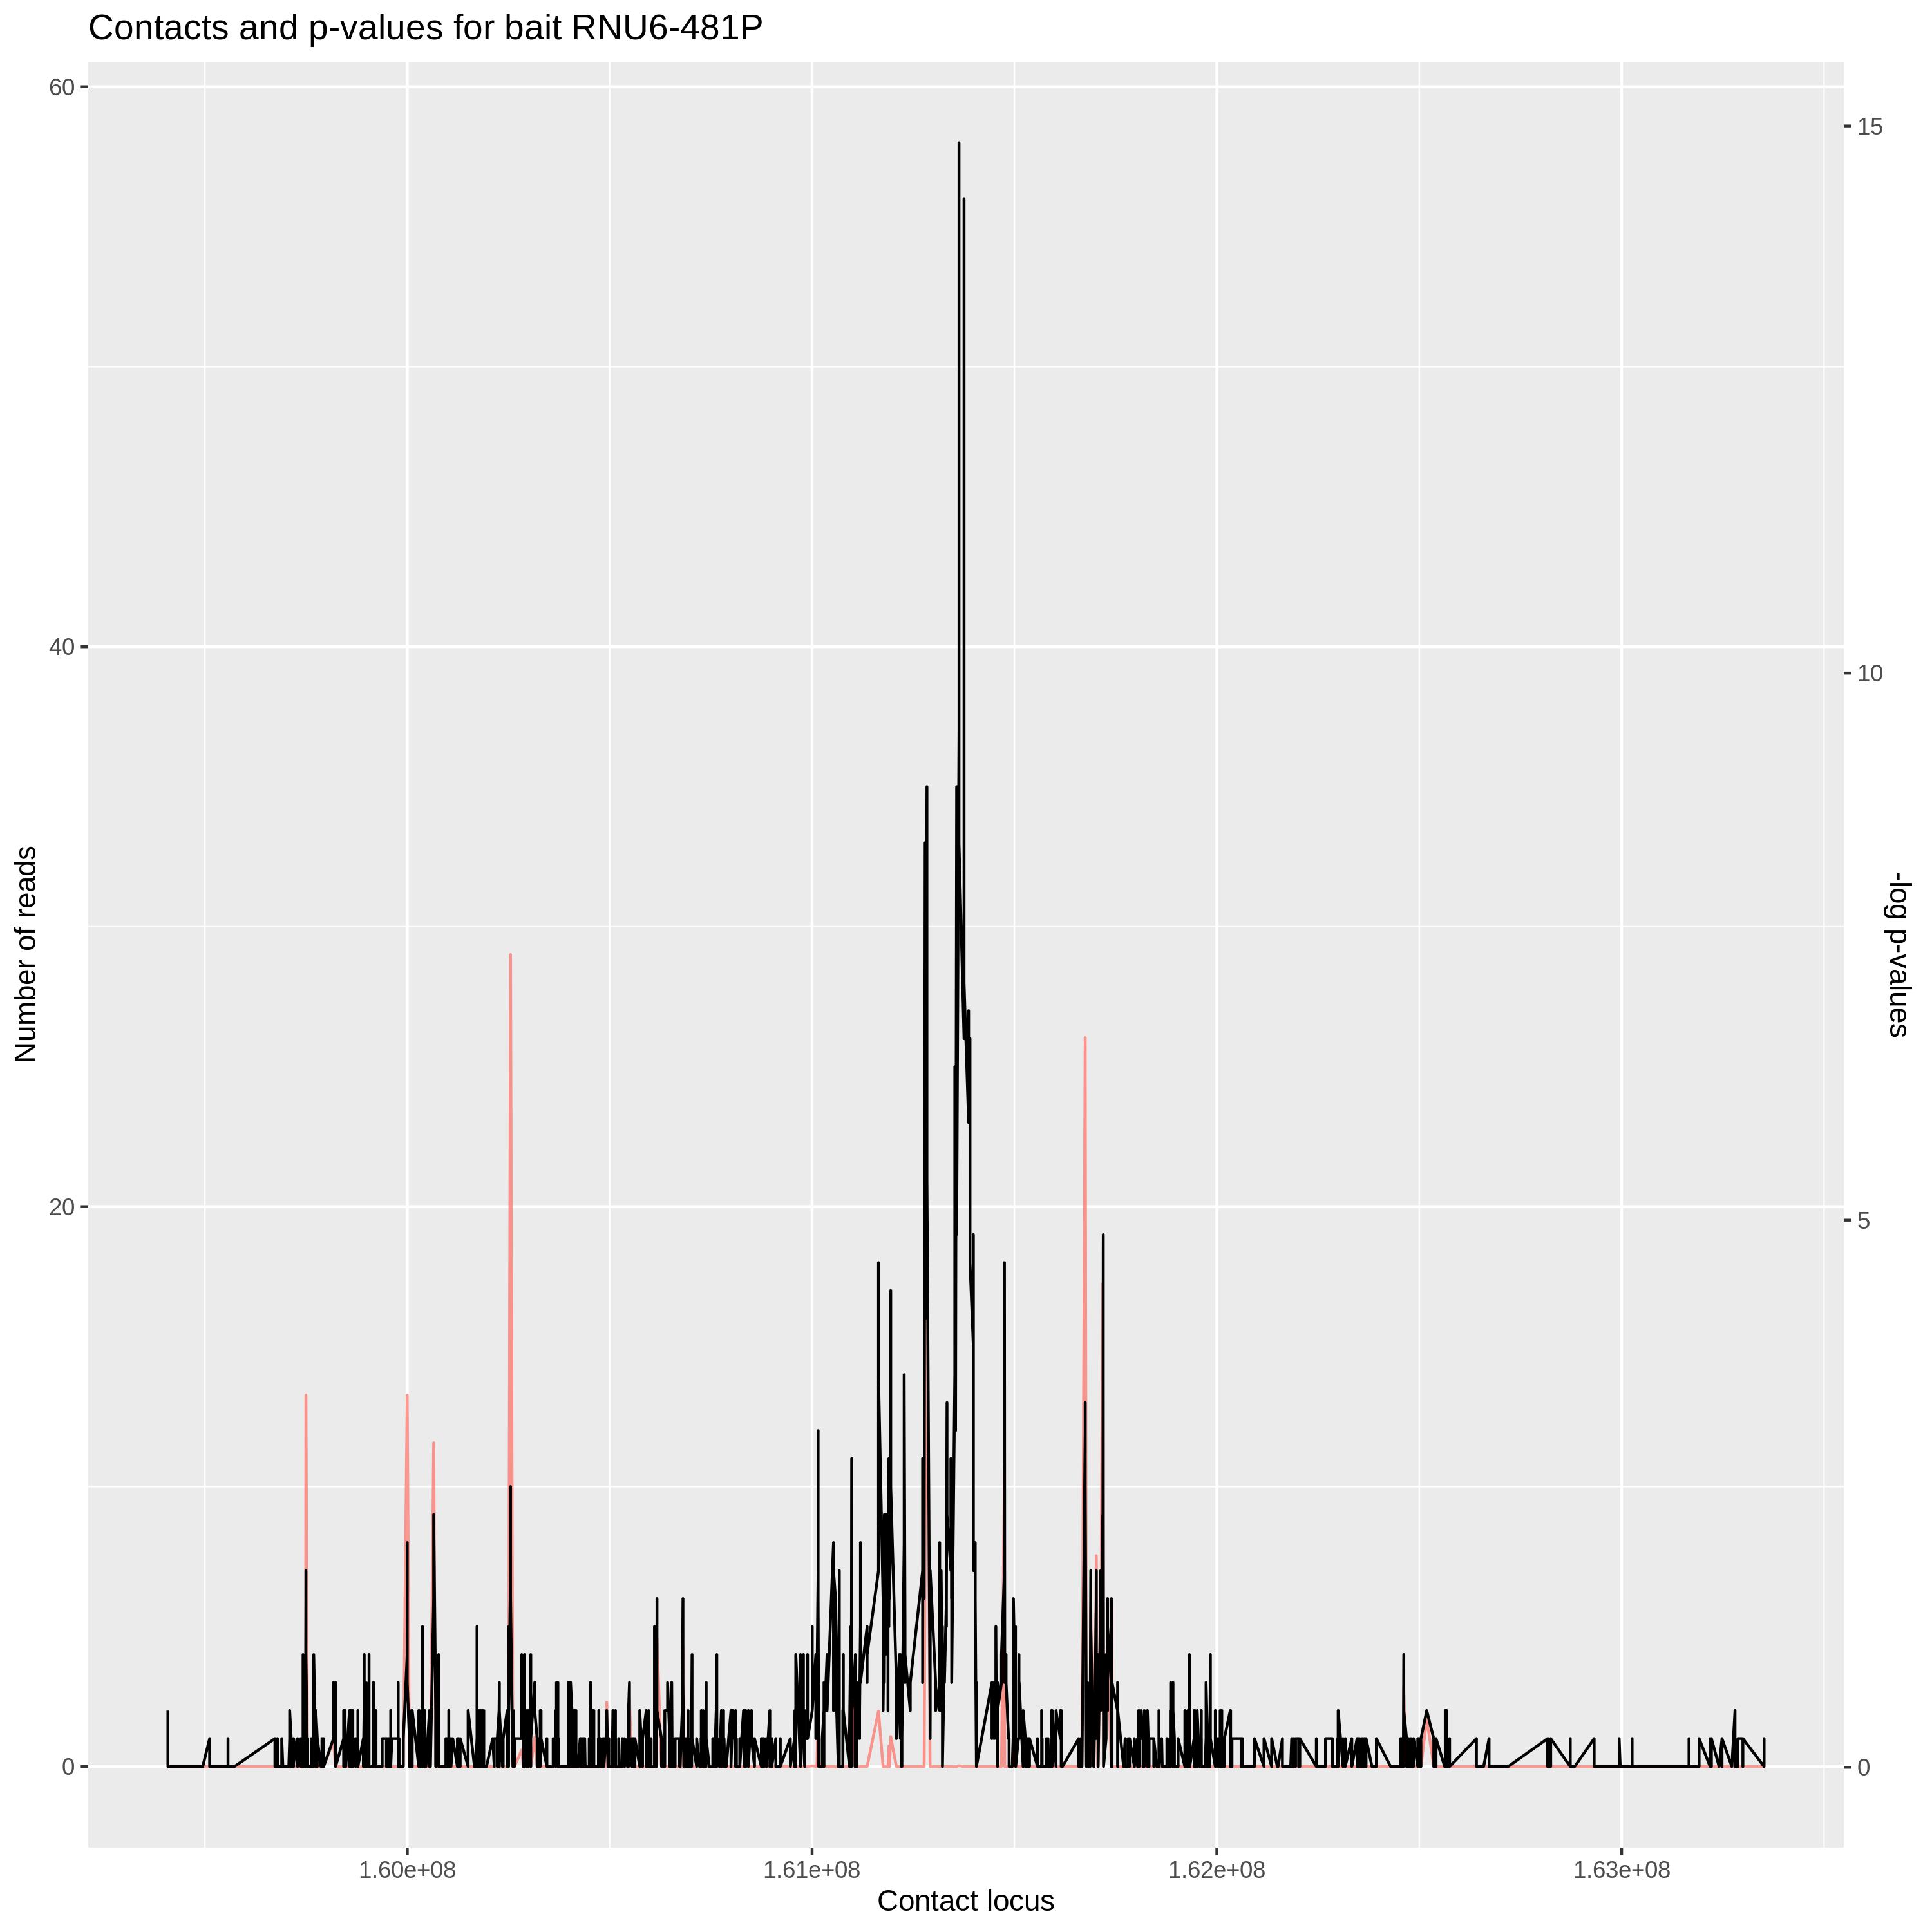 Contacts and p-values for bait RNU6-481P
60
40
20
0
Number of reads
15
10
5
0
-log p-values
1.60e+08
1.61e+08
1.62e+08
1.63e+08
Contact locus